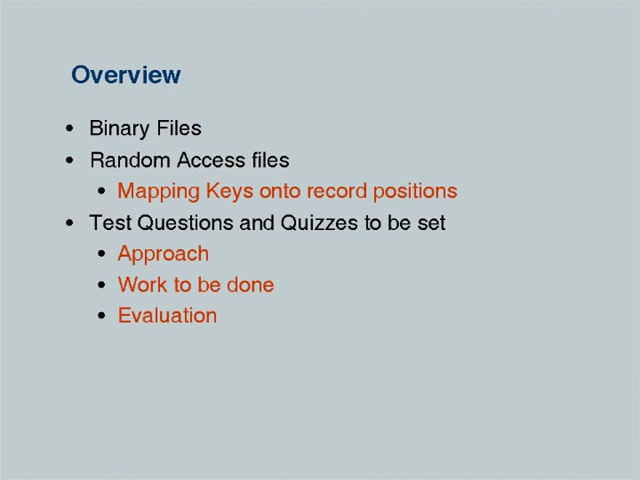 Overview
• Binary Files
• Random Access files
• Mapping Keys onto record positions
• Test Questions and Quizzes to be set
• Approach
• Work to be done
• Evaluation